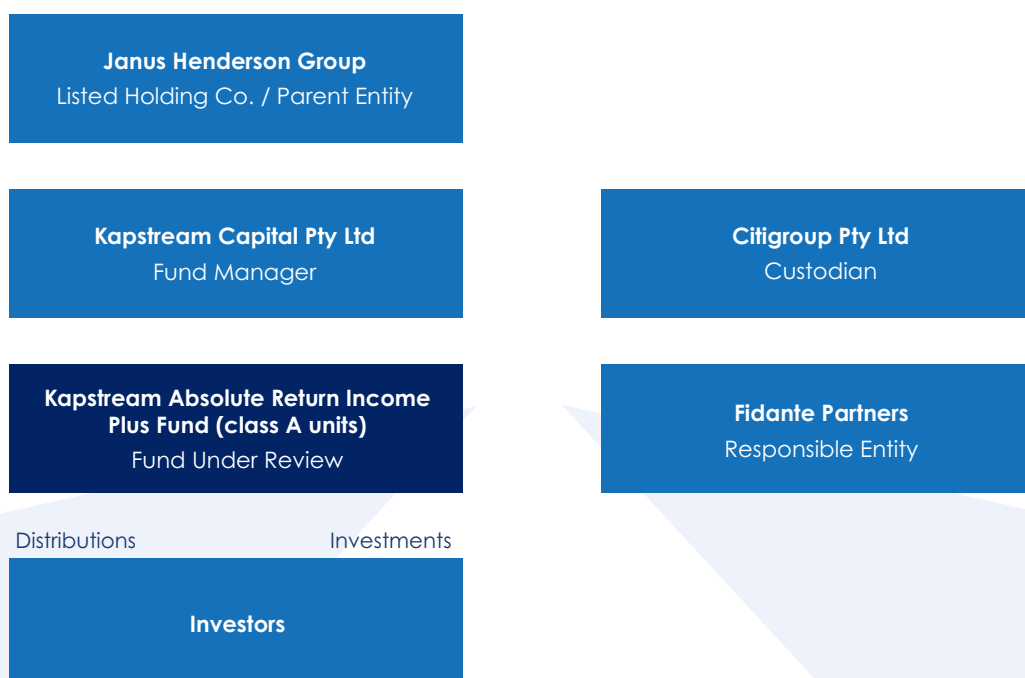 Janus Henderson Group
Listed Holding Co. / Parent Entity
Kapstream Capital Pty Ltd
Fund Manager
Citigroup Pty Ltd
Custodian
Kapstream Absolute Return Income
Plus Fund (class A units)
Fund Under Review
Fidante Partners
Responsible Entity
Distributions
Investments
Investors